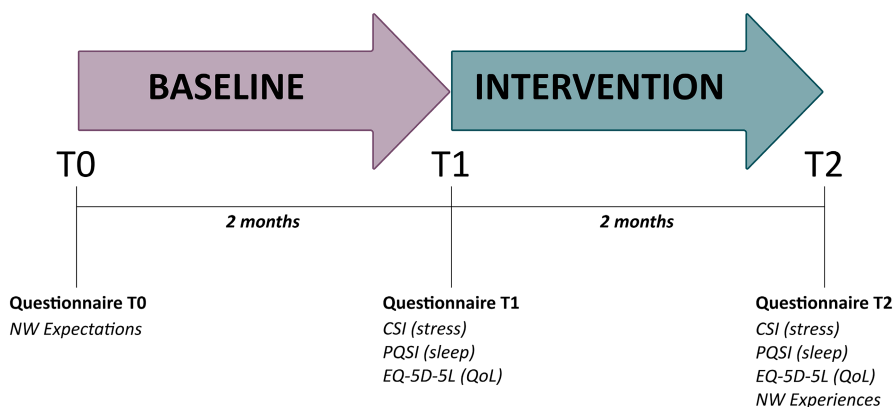 BASELINE
INTERVENTION
T0
T1
T2
2 months
2 months
Questionnaire T0
NW Expectations
Questionnaire T1
CSI (stress)
PQSI (sleep)
EQ-5D-5L (QoL)
Questionnaire T2
CSI (stress)
PQSI (sleep)
EQ-5D-5L (QoL)
NW Experiences